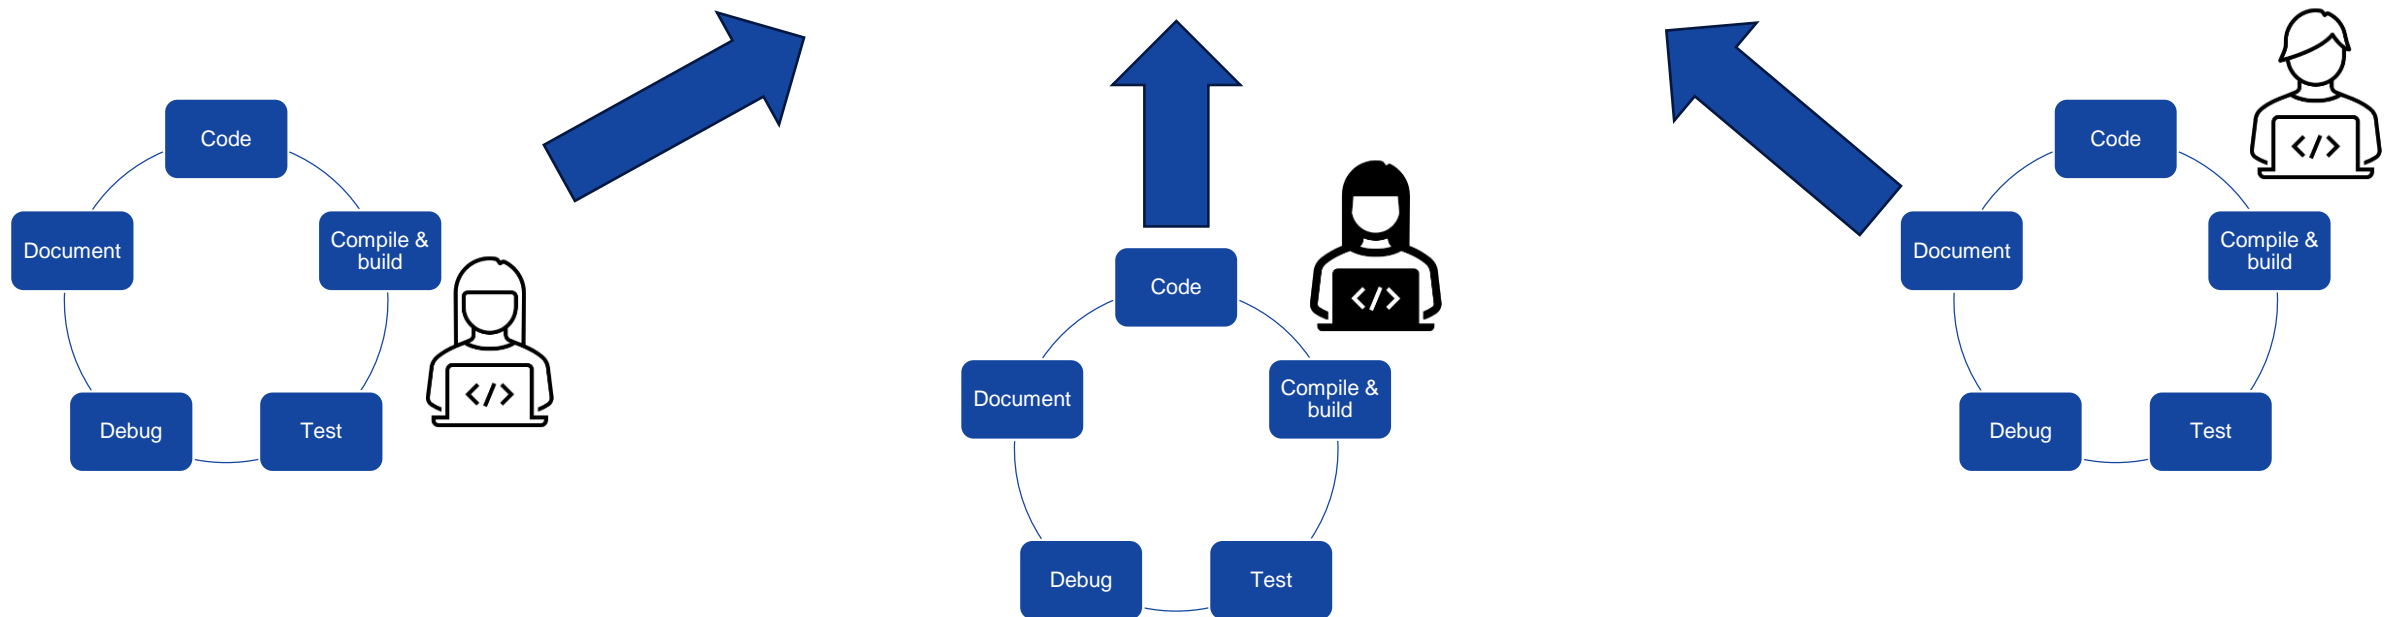 Code
Document
Compile &
build
Debug
Test
</>
Code
Document
Compile &
build
Debug
Test
</>
Code
Document
Compile &
build
Debug
Test
</>